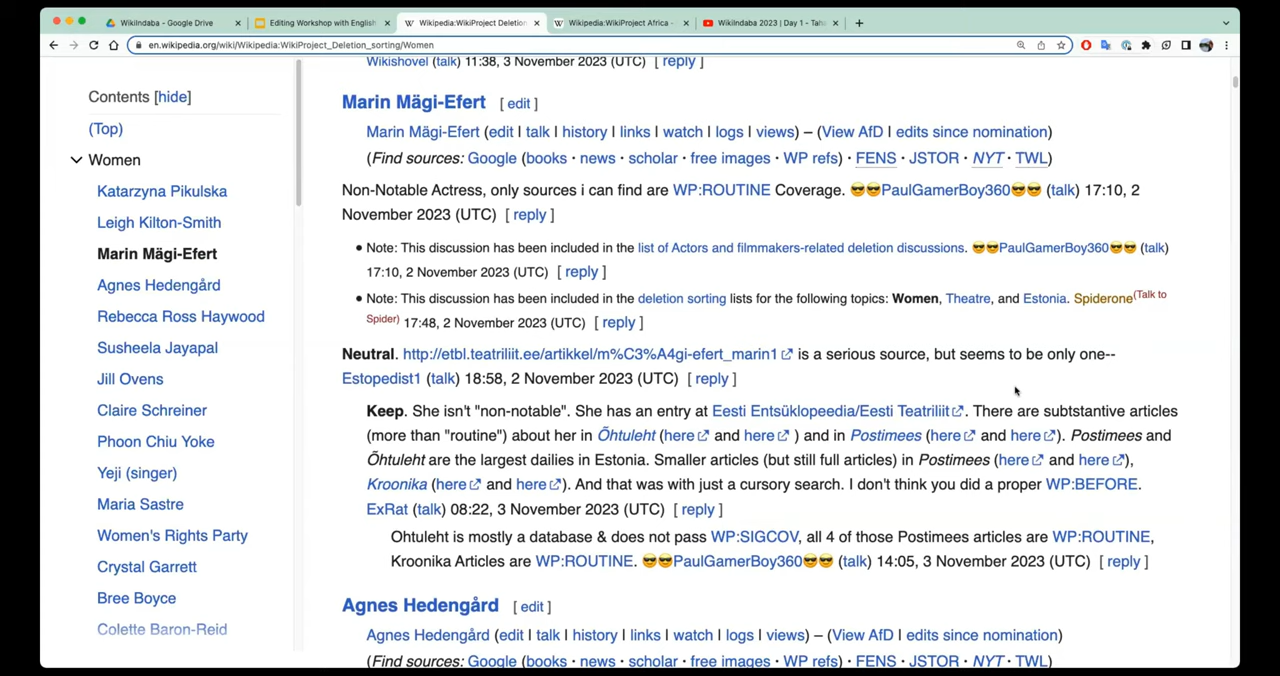 WikiIndaba - Google Drive
Editing Workshop with English
Wikipedia:WikiProject Deletion
Wikipedia:WikiProject Africa -
WikiIndaba 2023 | Day 1 - Tah
en.wikipedia.org/wiki/Wikipedia:WikiProject_Deletion_sorting/Women
Contents [hide]
(Top)
Women
Katarzyna Pikulska
Leigh Kilton-Smith
Marin Mägi-Efert
Agnes Hedengård
Rebecca Ross Haywood
Susheela Jayapal
Jill Ovens
Claire Schreiner
Phoon Chiu Yoke
Yeji (singer)
Maria Sastre
Women's Rights Party
Crystal Garrett
Bree Boyce
Colette Baron-Reid
Wikishovel (talk) 11:38, 3 November 2023 (UTC) [ reply ]
Marin Mägi-Efert [ edit ]
Marin Mägi-Efert (edit | talk | history | links | watch | logs | views) – (View AfD | edits since nomination)
(Find sources: Google (books · news · scholar · free images · WP refs) · FENS · JSTOR · NYT · TWL)
Non-Notable Actress, only sources i can find are WP:ROUTINE Coverage. 😎😎PaulGamerBoy360😎😎 (talk) 17:10, 2
November 2023 (UTC) [ reply ]
• Note: This discussion has been included in the list of Actors and filmmakers-related deletion discussions. 😎😎PaulGamerBoy360😎😎 (talk)
17:10, 2 November 2023 (UTC) [ reply ]
• Note: This discussion has been included in the deletion sorting lists for the following topics: Women, Theatre, and Estonia. Spiderone(Talk to
Spider) 17:48, 2 November 2023 (UTC) [ reply ]
Neutral. http://etbl.teatriliit.ee/artikkel/m%C3%A4gi-efert_marin1 is a serious source, but seems to be only one--
Estopedist1 (talk) 18:58, 2 November 2023 (UTC) [ reply ]
Keep. She isn't "non-notable". She has an entry at Eesti Entsüklopeedia/Eesti Teatriliit. There are subtstantive articles
(more than "routine") about her in Õhtuleht (here and here ) and in Postimees (here and here). Postimees and
Õhtuleht are the largest dailies in Estonia. Smaller articles (but still full articles) in Postimees (here and here),
Kroonika (here and here). And that was with just a cursory search. I don't think you did a proper WP:BEFORE.
ExRat (talk) 08:22, 3 November 2023 (UTC) [ reply ]
Ohtuleht is mostly a database & does not pass WP:SIGCOV, all 4 of those Postimees articles are WP:ROUTINE,
Kroonika Articles are WP:ROUTINE. 😎😎PaulGamerBoy360😎😎 (talk) 14:05, 3 November 2023 (UTC) [ reply ]
Agnes Hedengård [ edit ]
Agnes Hedengård (edit | talk | history | links | watch | logs | views) – (View AfD | edits since nomination)
(Find sources: Google (books · news · scholar · free images · WP refs) · FENS · JSTOR · NYT · TWL)